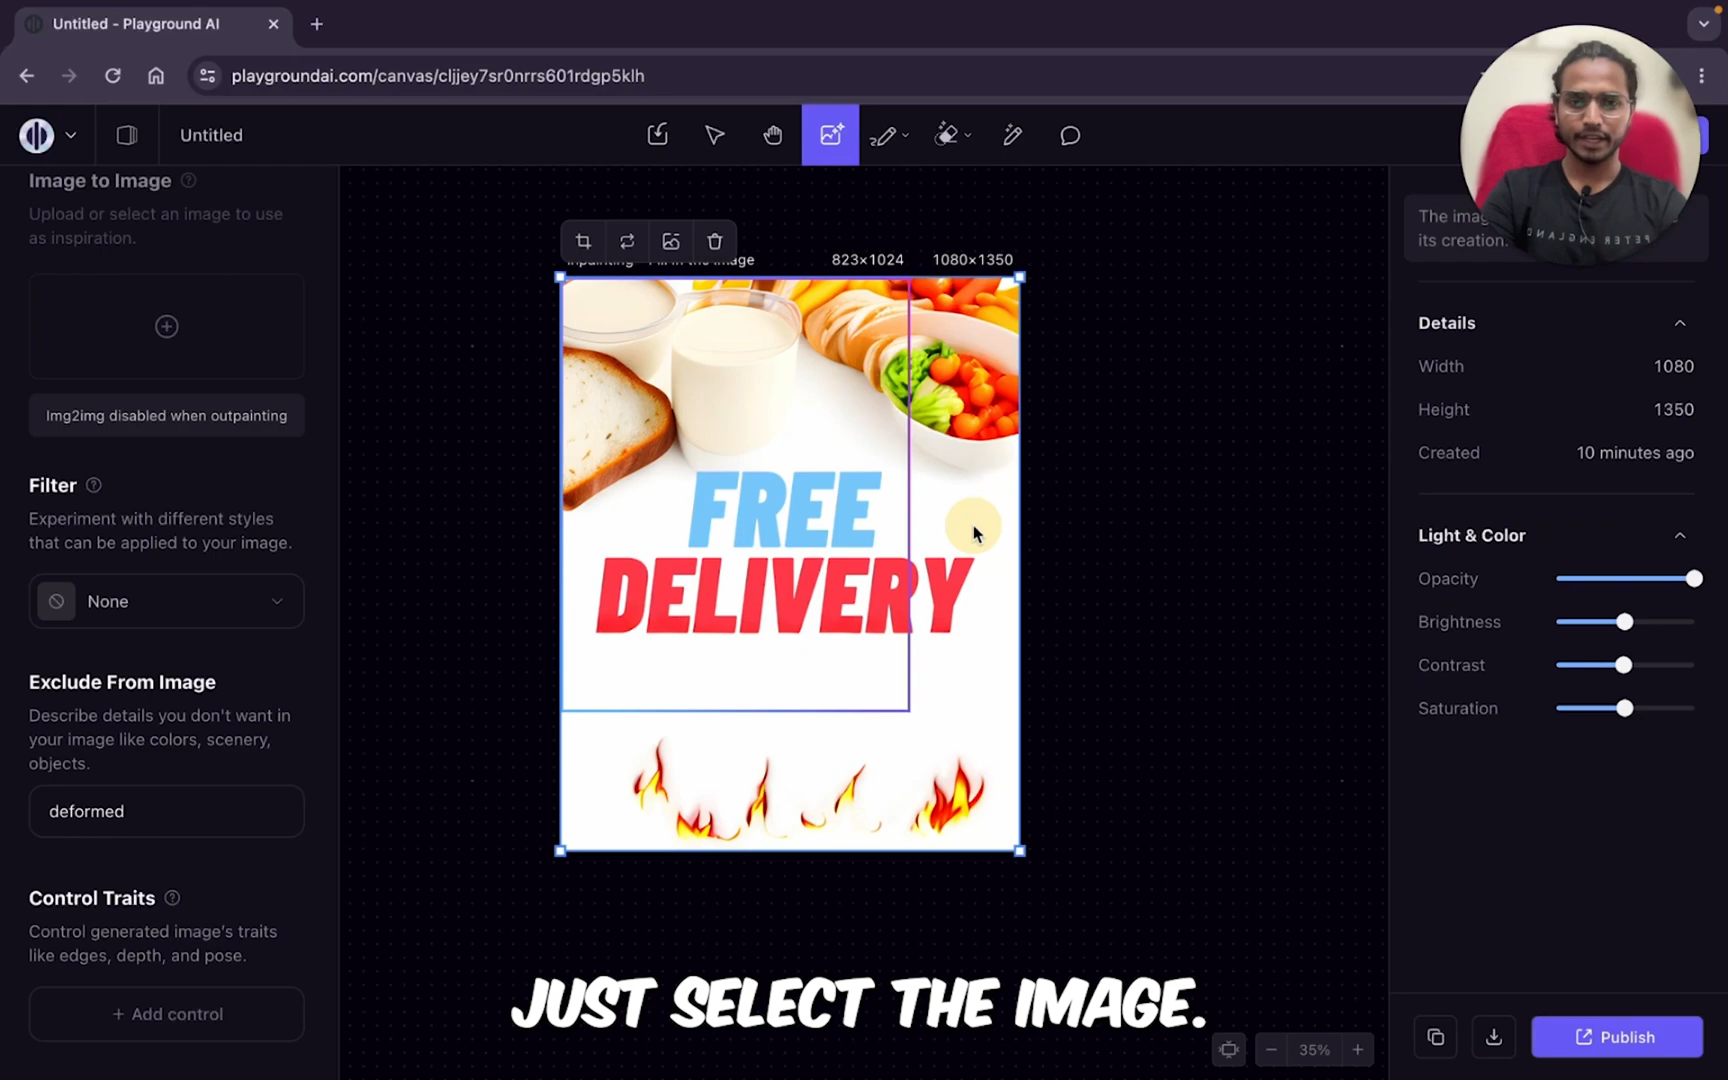 Untitled - Playground AI
playgroundai.com/canvas/cljjey7sr0nrrs601rdgp5klh
Untitled
Image to Image
Upload or select an image to use
as inspiration.
Img2img disabled when outpainting
Filter
Experiment with different styles
that can be applied to your image.
None
Exclude From Image
Describe details you don't want in
your image like colors, scenery,
objects.
deformed
Control Traits
Control generated image's traits
like edges, depth, and pose.
+ Add control
823×1024 1080×1350
FREE
DELIVERY
JUST SELECT THE IMAGE.
35%
its creation.
PETER ENGLAND
Details
Width 1080
Height 1350
Created 10 minutes ago
Light & Color
Opacity
Brightness
Contrast
Saturation
Publish